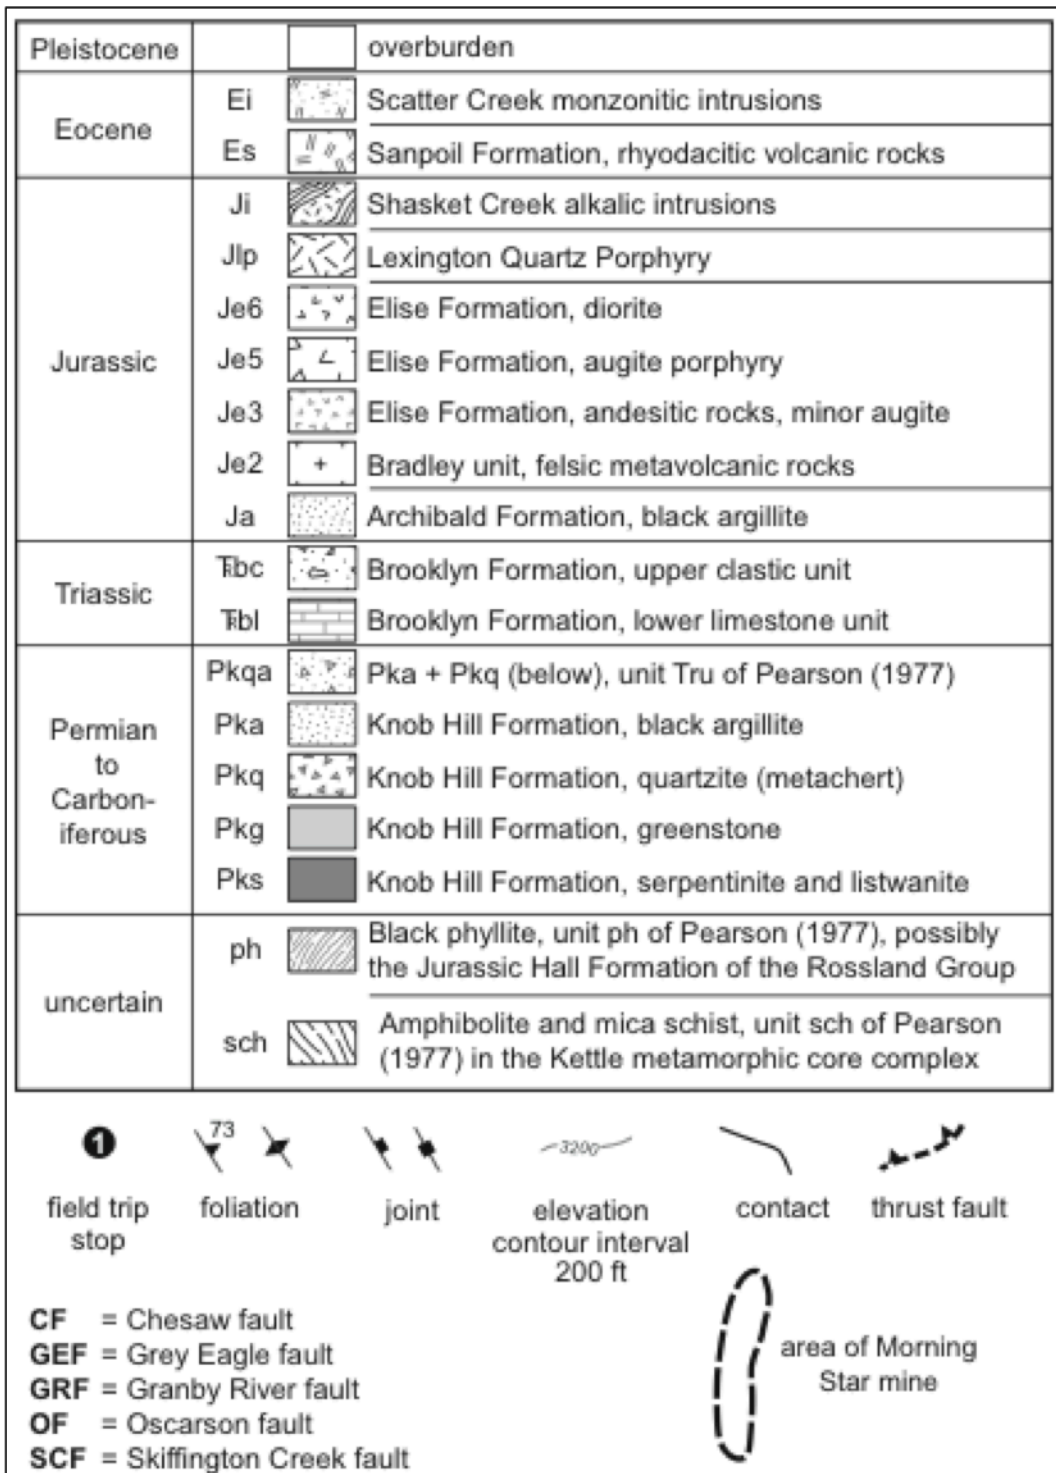 Pleistocene overburden
Eocene
Ei Scatter Creek monzonitic intrusions
Es Sanpoil Formation, rhyodacitic volcanic rocks
Jurassic
Ji Shasket Creek alkalic intrusions
Jlp Lexington Quartz Porphyry
Je6 Elise Formation, diorite
Je5 Elise Formation, augite porphyry
Je3 Elise Formation, andesitic rocks, minor augite
Je2 Bradley unit, felsic metavolcanic rocks
Ja Archibald Formation, black argillite
Triassic
Ꞧbc Brooklyn Formation, upper clastic unit
Ꞧbl Brooklyn Formation, lower limestone unit
Permian
to
Carbon-
iferous
Pkqa Pka + Pkq (below), unit Tru of Pearson (1977)
Pka Knob Hill Formation, black argillite
Pkq Knob Hill Formation, quartzite (metachert)
Pkg Knob Hill Formation, greenstone
Pks Knob Hill Formation, serpentinite and listwanite
uncertain
ph Black phyllite, unit ph of Pearson (1977), possibly
the Jurassic Hall Formation of the Rossland Group
sch Amphibolite and mica schist, unit sch of Pearson
(1977) in the Kettle metamorphic core complex
1 73 3200
field trip
stop
foliation
joint
elevation
contour interval
200 ft
contact
thrust fault
CF = Chesaw fault
GEF = Grey Eagle fault
GRF = Granby River fault
OF = Oscarson fault
SCF = Skiffington Creek fault
area of Morning
Star mine